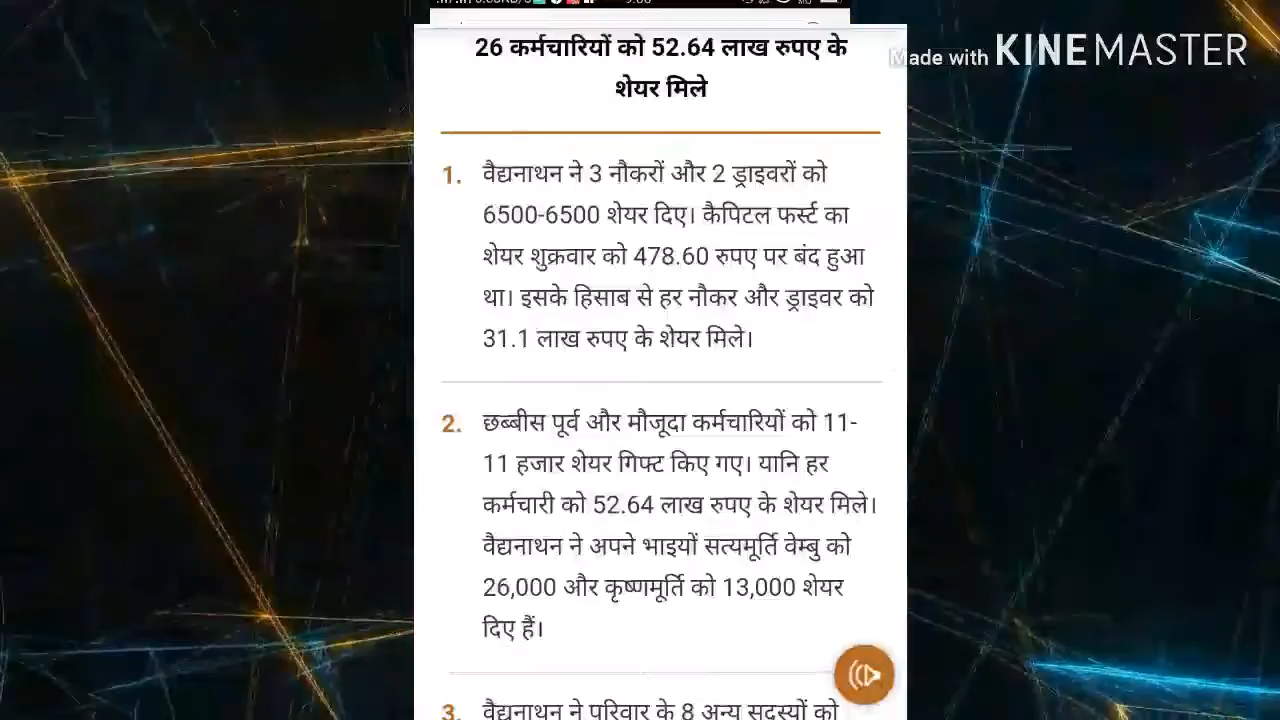 26 कर्मचारियों को 52.64 लाख रुपए के
शेयर मिले
Made with KINEMASTER
1. वैद्यनाथन ने 3 नौकरों और 2 ड्राइवरों को
6500-6500 शेयर दिए। कैपिटल फर्स्ट का
शेयर शुक्रवार को 478.60 रुपए पर बंद हुआ
था। इसके हिसाब से हर नौकर और ड्राइवर को
31.1 लाख रुपए के शेयर मिले।
2. छब्बीस पूर्व और मौजूदा कर्मचारियों को 11-
11 हजार शेयर गिफ्ट किए गए। यानि हर
कर्मचारी को 52.64 लाख रुपए के शेयर मिले।
वैद्यनाथन ने अपने भाइयों सत्यमूर्ति वेम्बु को
26,000 और कृष्णमूर्ति को 13,000 शेयर
दिए हैं।
3. वैद्यनाथन ने परिवार के 8 अन्य सदस्यों को